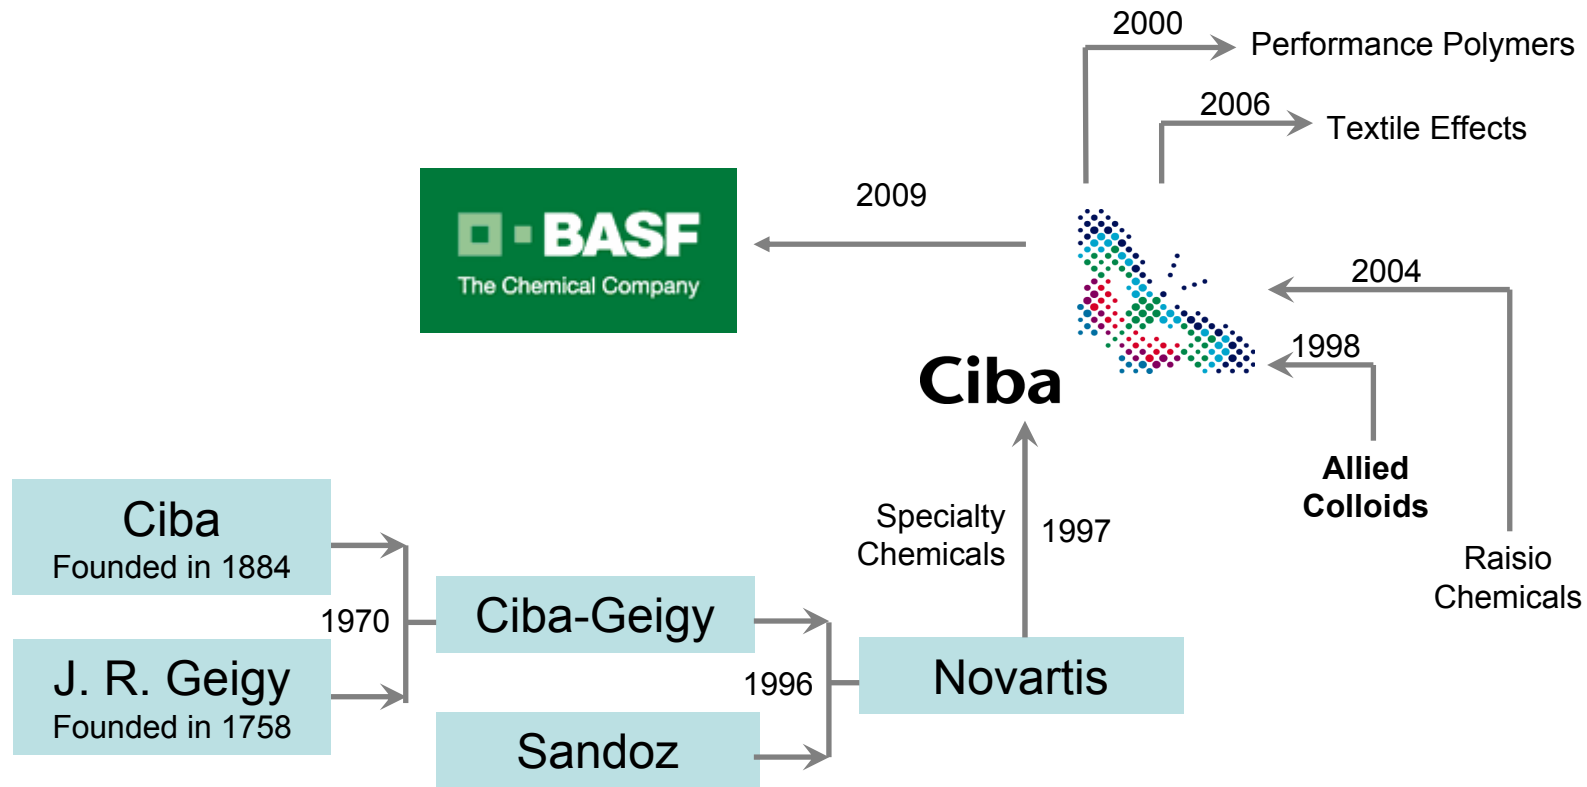 2000
Performance Polymers
2006
Textile Effects
BASF
The Chemical Company
2009
2004
1998
Ciba
Allied
Colloids
Specialty
Chemicals
1997
Raisio
Chemicals
Ciba
Founded in 1884
1970
J. R. Geigy
Founded in 1758
Ciba-Geigy
1996
Sandoz
Novartis